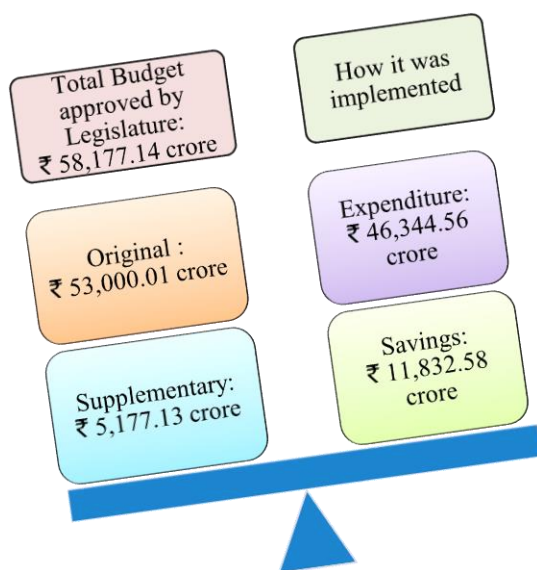 Total Budget
approved by
Legislature:
₹ 58,177.14 crore
Original :
₹ 53,000.01 crore
Supplementary:
₹ 5,177.13 crore
How it was
implemented
Expenditure:
₹ 46,344.56
crore
Savings:
₹ 11,832.58
crore